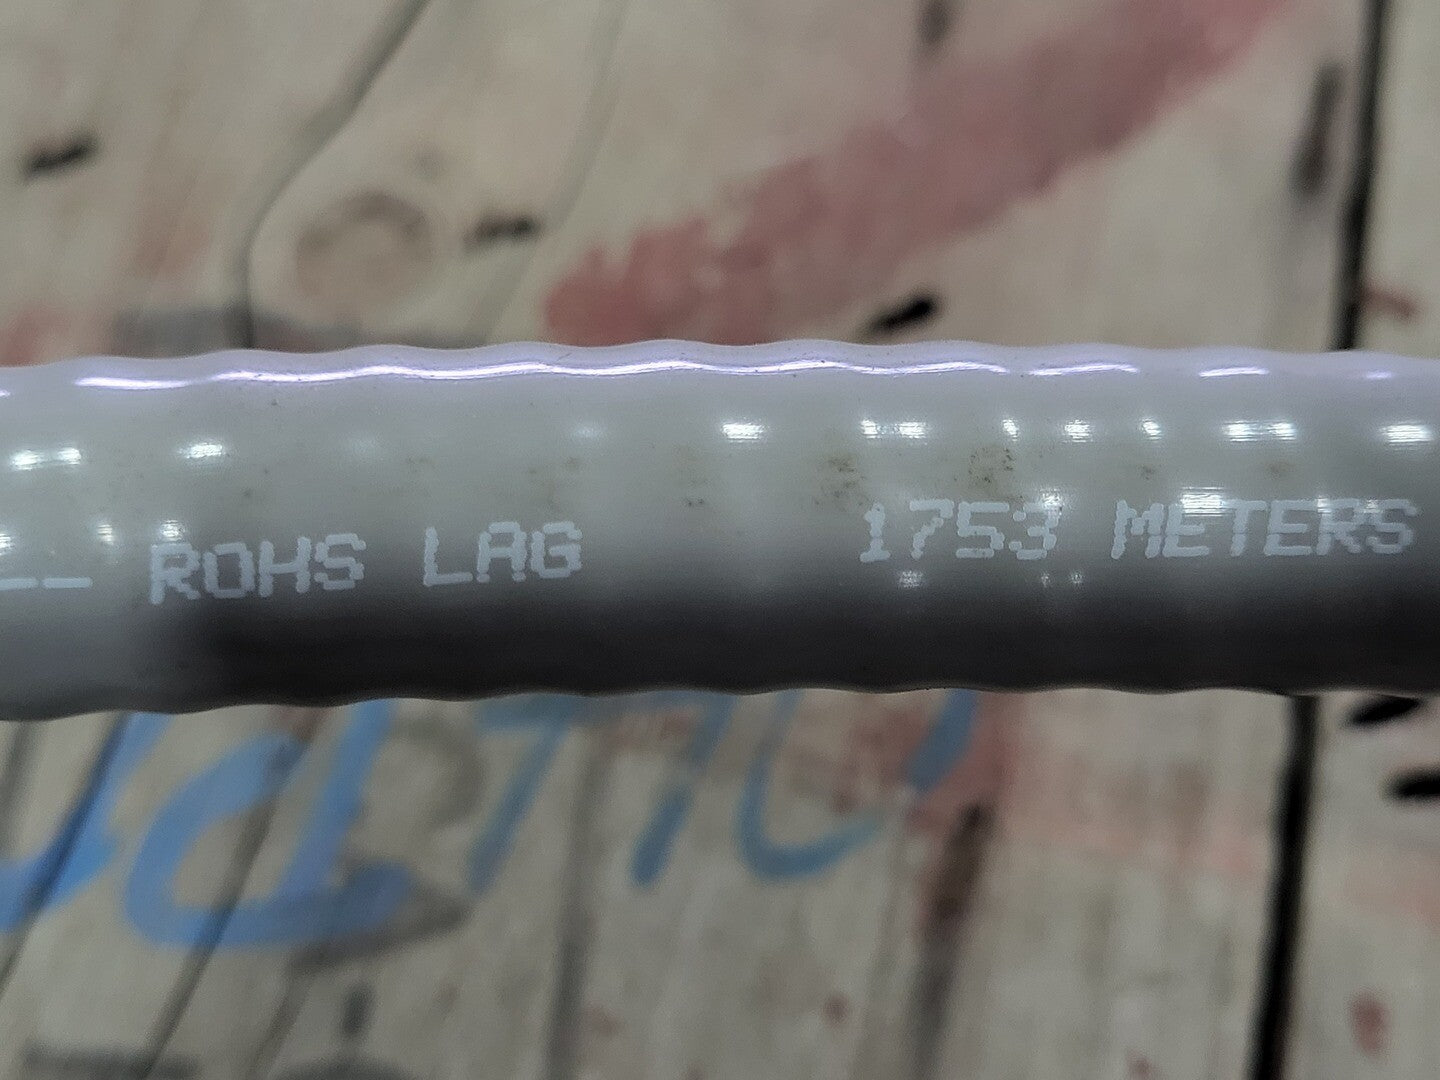 -- ROHS LAG 1753 METERS